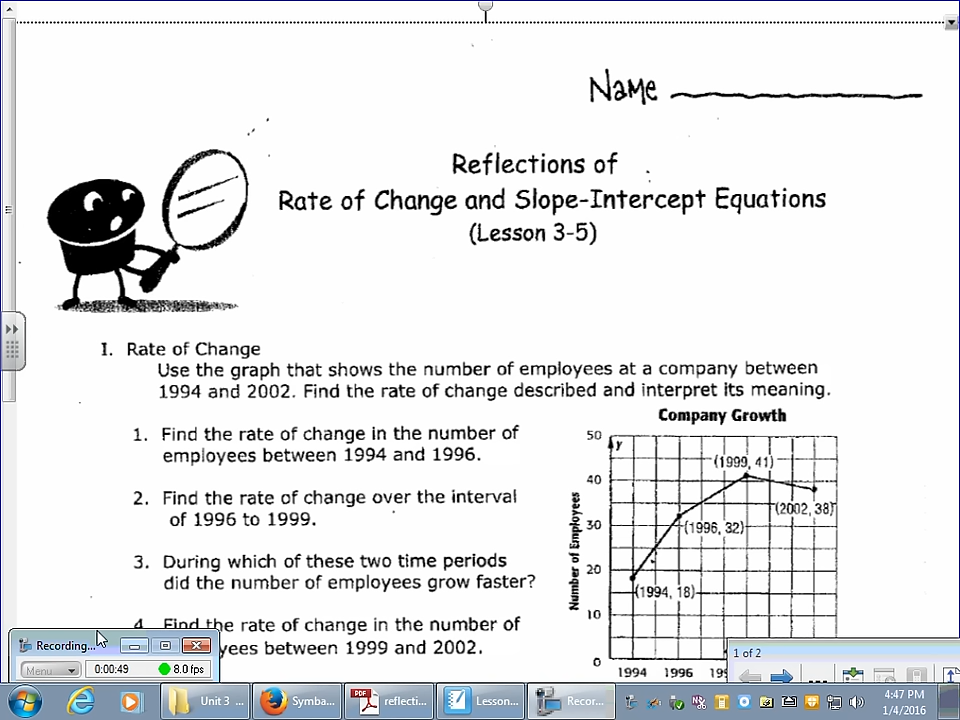 Name
Reflections of
Rate of Change and Slope-Intercept Equations
(Lesson 3-5)
I. Rate of Change
Use the graph that shows the number of employees at a company between
1994 and 2002. Find the rate of change described and interpret its meaning.
1. Find the rate of change in the number of
employees between 1994 and 1996.
2. Find the rate of change over the interval
of 1996 to 1999.
3. During which of these two time periods
did the number of employees grow faster?
4. Find the rate of change in the number of
yees between 1999 and 2002.
Company Growth
Number of Employees
y
50
40
30
20
10
0
(1999, 41)
(2002, 38)
(1996, 32)
(1994, 18)
1994 1996 199
Recording...
Menu
0:00:49
8.0 fps
1 of 2
Unit 3 ...
Symba...
PDF
reflecti...
Lesson...
Recor...
4:47 PM
1/4/2016